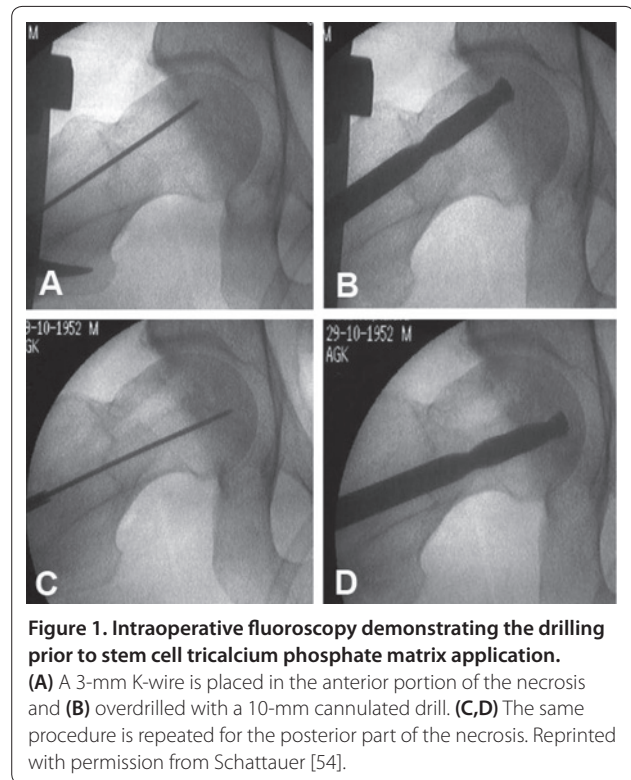 M
A
M
B
9-10-1952 M
GK
C
29-10-1952 M
AGK
D
Figure 1. Intraoperative fluoroscopy demonstrating the drilling
prior to stem cell tricalcium phosphate matrix application.
(A) A 3-mm K-wire is placed in the anterior portion of the necrosis
and (B) overdrilled with a 10-mm cannulated drill. (C,D) The same
procedure is repeated for the posterior part of the necrosis. Reprinted
with permission from Schattauer [54].